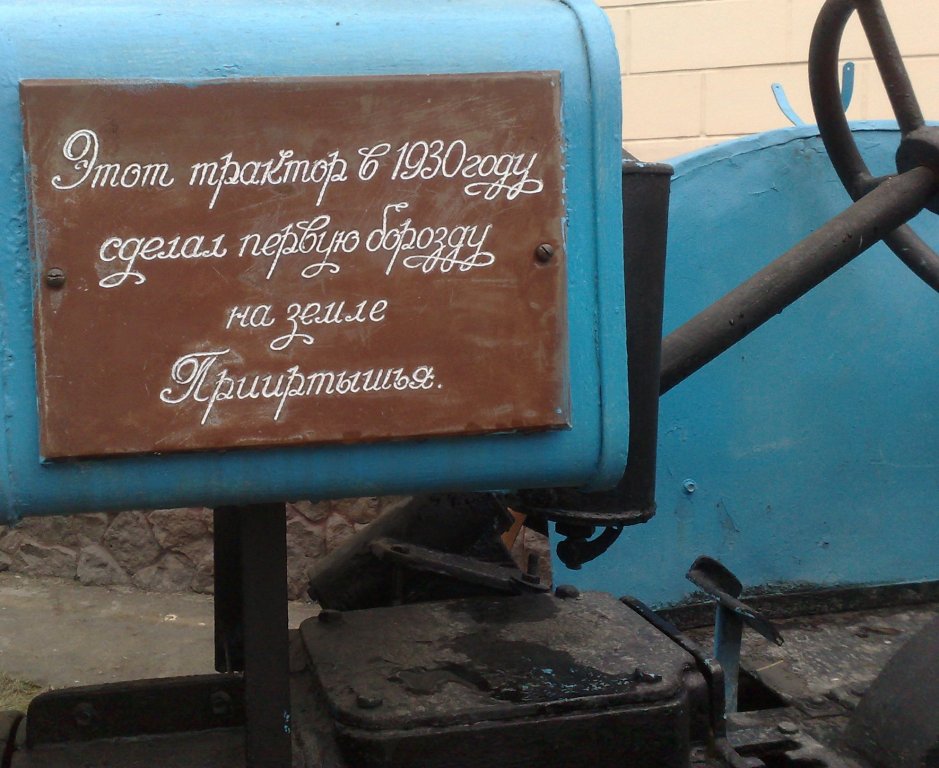 Этот трактор в 1930 году
сделал первую борозду
на земле
Прииртышья.